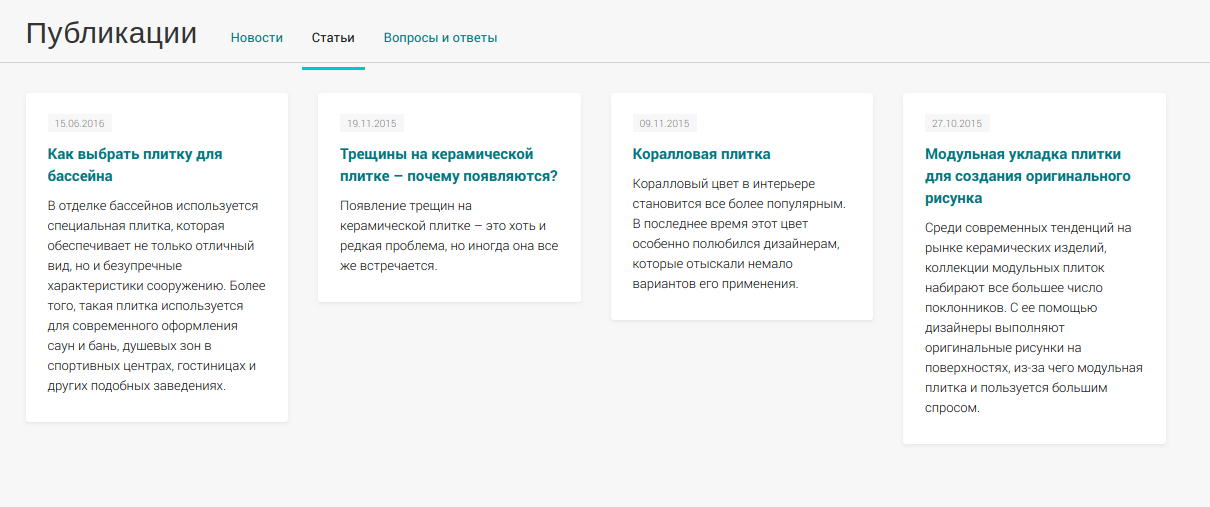 Публикации
Новости
Статьи
Вопросы и ответы
15.06.2016
Как выбрать плитку для
бассейна
В отделке бассейнов используется
специальная плитка, которая
обеспечивает не только отличный
вид, но и безупречные
характеристики сооружению. Более
того, такая плитка используется
для современного оформления
саун и бань, душевых зон в
спортивных центрах, гостиницах и
других подобных заведениях.
19.11.2015
Трещины на керамической
плитке – почему появляются?
Появление трещин на
керамической плитке – это хоть и
редкая проблема, но иногда она все
же встречается.
09.11.2015
Коралловая плитка
Коралловый цвет в интерьере
становится все более популярным.
В последнее время этот цвет
особенно полюбился дизайнерам,
которые отыскали немало
вариантов его применения.
27.10.2015
Модульная укладка плитки
для создания оригинального
рисунка
Среди современных тенденций на
рынке керамических изделий,
коллекции модульных плиток
набирают все большее число
поклонников. С ее помощью
дизайнеры выполняют
оригинальные рисунки на
поверхностях, из-за чего модульная
плитка и пользуется большим
спросом.